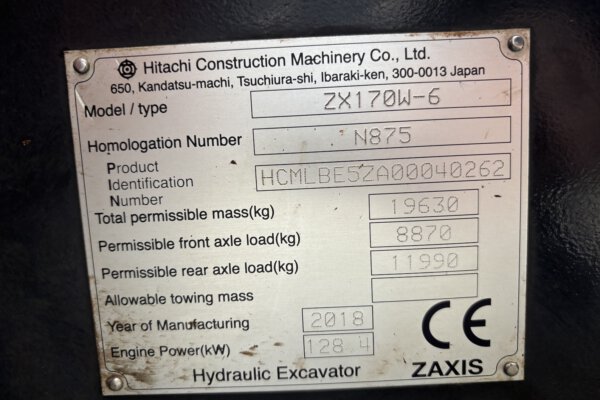 Hitachi Construction Machinery Co., Ltd.
650, Kandatsu-machi, Tsuchiura-shi, Ibaraki-ken, 300-0013 Japan
Model / type ZX170W-6
Homologation Number N875
Product
Identification HCMLBE5ZA00040262
Number
Total permissible mass(kg) 19630
Permissible front axle load(kg) 8870
Permissible rear axle load(kg) 11990
Allowable towing mass
Year of Manufacturing 2018
Engine Power(kW) 128.4
CE
Hydraulic Excavator ZAXIS